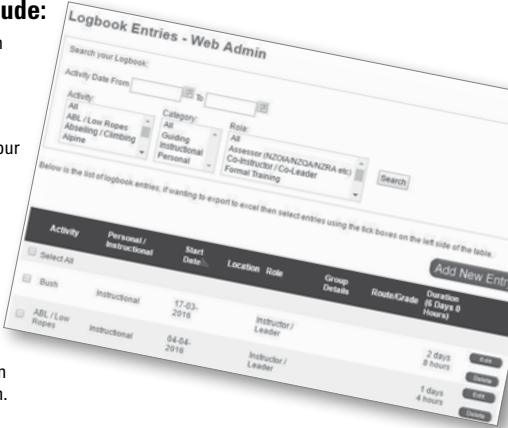 ude:
n
our
n
n.
Logbook Entries - Web Admin
Search your Logbook:
Activity Date From To
Activity: Category: Role:
All All All
ABL / Low Ropes Guiding Assessor (NZOIA/NZQA/NZRA etc)
Abseiling / Climbing Instructional Co-Instructor / Co-Leader
Alpine Personal Formal Training
Search
Below is the list of logbook entries, if wanting to export to excel then select entries using the tick boxes on the left side of the table.
Add New Entr
Activity Personal / Instructional Start Date Location Role Group Details Route/Grade Duration (6 Days 0 Hours)
Select All
Bush Instructional 17-03-2016 Instructor / Leader 2 days 8 hours Edit Delete
ABL / Low Ropes Instructional 04-04-2016 Instructor / Leader 1 days 4 hours Edit Delete